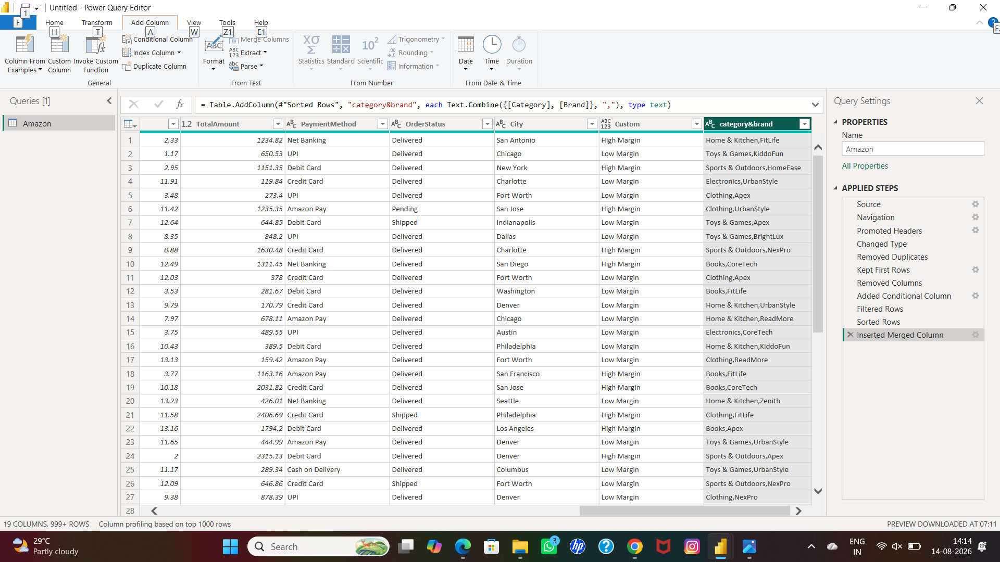 Untitled - Power Query Editor
1
F
Home
Transform
Add Column
View
Tools
Help
H
T
A
W
Z1
E1
Column From Examples
Custom Column
Invoke Custom Function
Conditional Column
Index Column
Duplicate Column
General
Format
Merge Columns
Extract
Parse
From Text
Statistics
Standard
Scientific
Trigonometry
Rounding
Information
From Number
Date
Time
Duration
From Date & Time
Queries [1]
Amazon
= Table.AddColumn(#"Sorted Rows", "category&brand", each Text.Combine({[Category], [Brand]}, ","), type text)
1.2 TotalAmount ABC PaymentMethod ABC OrderStatus ABC City ABC 123 Custom ABC category&brand
1 2.33 1234.82 Net Banking Delivered San Antonio High Margin Home & Kitchen,FitLife
2 1.17 650.53 UPI Delivered Chicago Low Margin Toys & Games,KiddoFun
3 2.95 1151.35 Debit Card Delivered New York High Margin Sports & Outdoors,HomeEase
4 11.91 119.84 Credit Card Delivered Charlotte Low Margin Electronics,UrbanStyle
5 3.48 273.4 UPI Delivered Fort Worth Low Margin Clothing,Apex
6 11.42 1235.35 Amazon Pay Pending San Jose High Margin Clothing,UrbanStyle
7 12.64 644.85 Debit Card Shipped Indianapolis Low Margin Toys & Games,Apex
8 8.35 848.2 UPI Delivered Dallas Low Margin Toys & Games,BrightLux
9 0.88 1630.48 Credit Card Delivered Charlotte High Margin Sports & Outdoors,NexPro
10 12.49 1311.45 Net Banking Delivered San Diego High Margin Books,CoreTech
11 12.03 378 Credit Card Delivered Fort Worth Low Margin Clothing,Apex
12 3.53 281.67 Debit Card Delivered Washington Low Margin Books,FitLife
13 9.79 170.79 Credit Card Delivered Denver Low Margin Home & Kitchen,UrbanStyle
14 7.97 678.11 Amazon Pay Delivered Chicago Low Margin Home & Kitchen,ReadMore
15 3.75 489.55 UPI Delivered Austin Low Margin Electronics,CoreTech
16 10.43 389.5 Debit Card Delivered Philadelphia Low Margin Home & Kitchen,KiddoFun
17 13.13 159.42 Amazon Pay Delivered Fort Worth Low Margin Clothing,ReadMore
18 3.77 1163.16 Amazon Pay Delivered San Francisco High Margin Books,FitLife
19 10.18 2031.82 Credit Card Delivered San Jose High Margin Books,CoreTech
20 13.23 426.01 Net Banking Delivered Seattle Low Margin Home & Kitchen,Zenith
21 11.58 2406.69 Credit Card Shipped Philadelphia High Margin Clothing,FitLife
22 13.16 1794.2 Debit Card Delivered Los Angeles High Margin Books,Apex
23 11.65 444.99 Amazon Pay Delivered Denver Low Margin Toys & Games,UrbanStyle
24 2 2315.13 Debit Card Delivered Denver High Margin Sports & Outdoors,Apex
25 11.17 289.34 Cash on Delivery Delivered Columbus Low Margin Toys & Games,UrbanStyle
26 12.09 646.86 Credit Card Shipped Fort Worth Low Margin Sports & Outdoors,NexPro
27 9.38 878.39 UPI Delivered Denver Low Margin Clothing,NexPro
28
Query Settings
PROPERTIES
Name
Amazon
All Properties
APPLIED STEPS
Source
Navigation
Promoted Headers
Changed Type
Removed Duplicates
Kept First Rows
Removed Columns
Added Conditional Column
Filtered Rows
Sorted Rows
Inserted Merged Column
19 COLUMNS, 999+ ROWS Column profiling based on top 1000 rows
PREVIEW DOWNLOADED AT 07:11
29°C
Partly cloudy
Search
3
hp
ENG
IN
14:14
14-08-2026